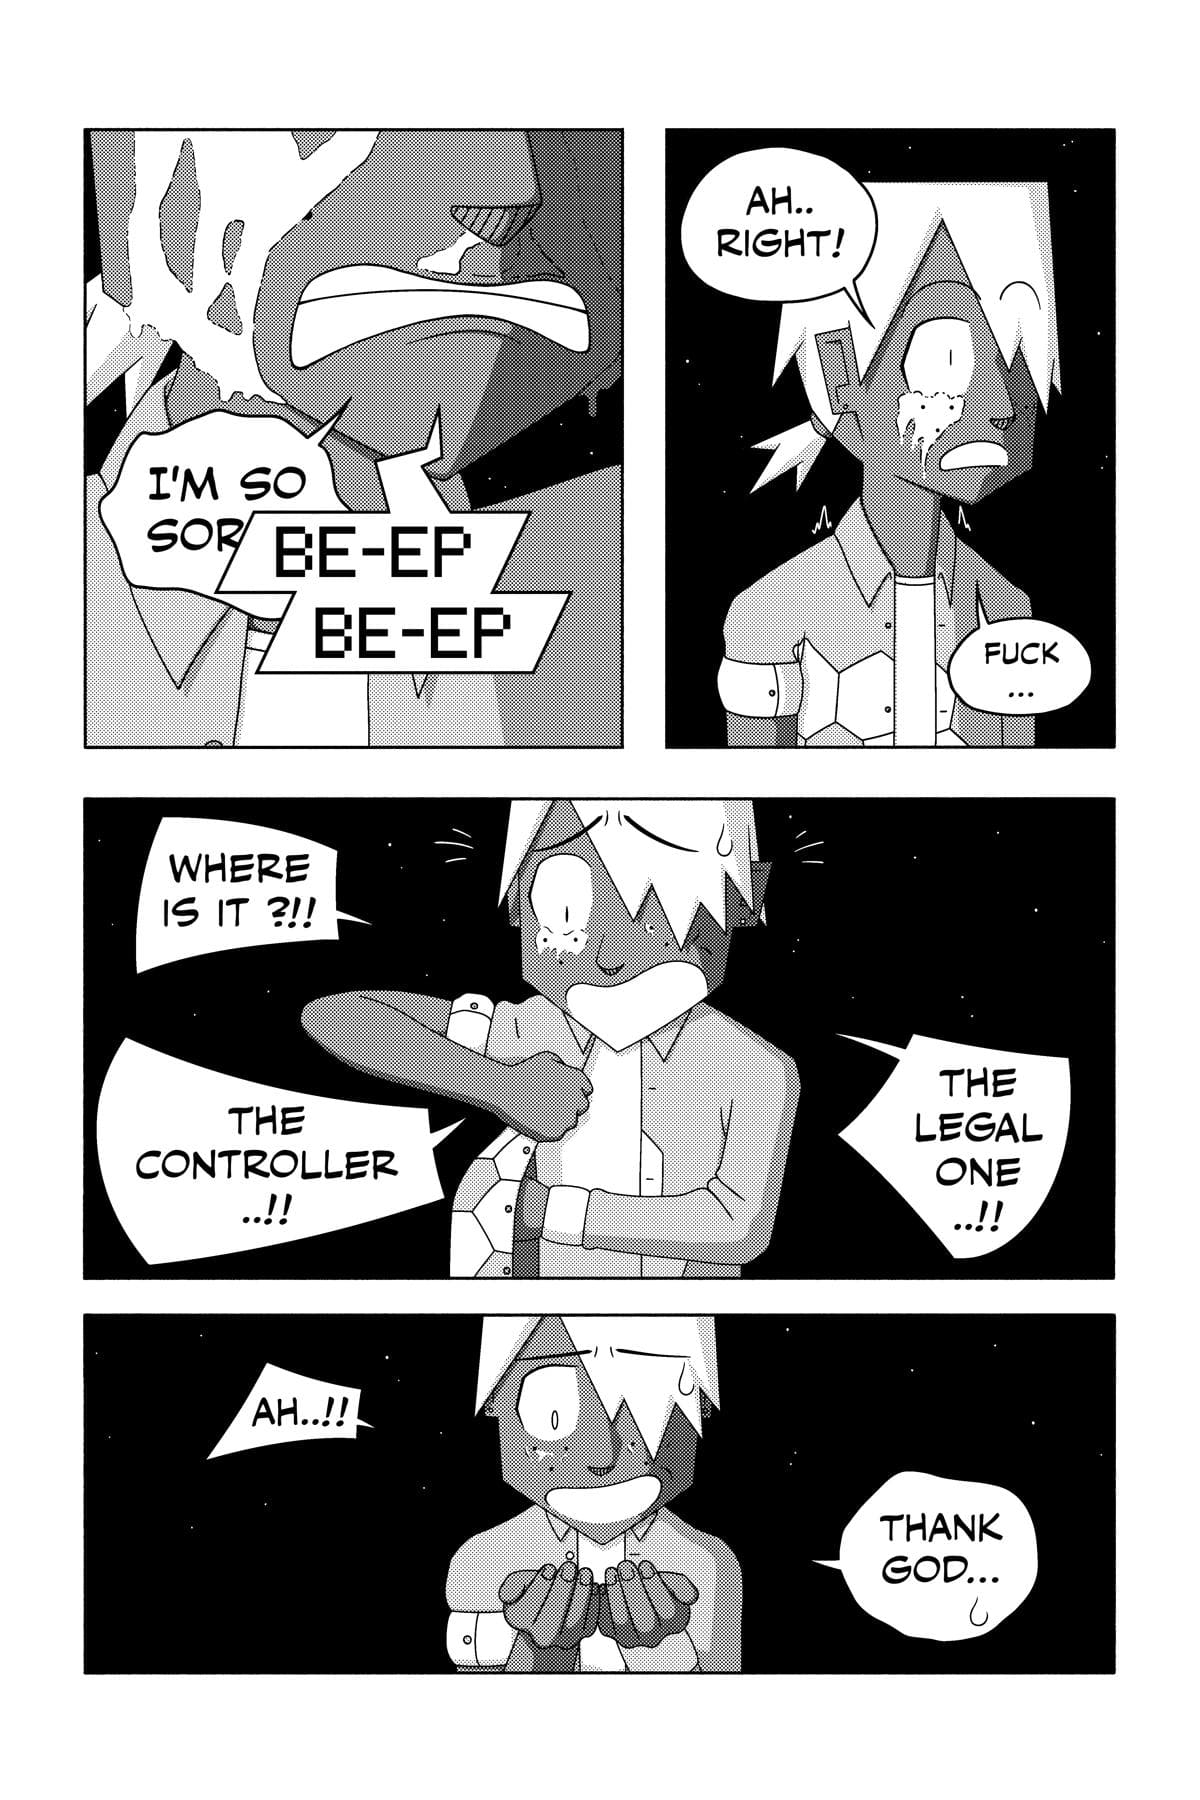 I'M SO
SOR
BE-EP
BE-EP
AH..
RIGHT!
FUCK
...
WHERE
IS IT ?!!
THE
CONTROLLER
..!!
THE
LEGAL
ONE
..!!
AH..!!
THANK
GOD...